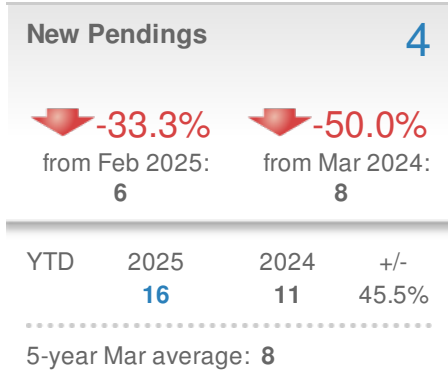 New Pendings 4
-33.3% -50.0%
from Feb 2025: from Mar 2024:
6 8
YTD 2025 2024 +/-
16 11 45.5%
5-year Mar average: 8